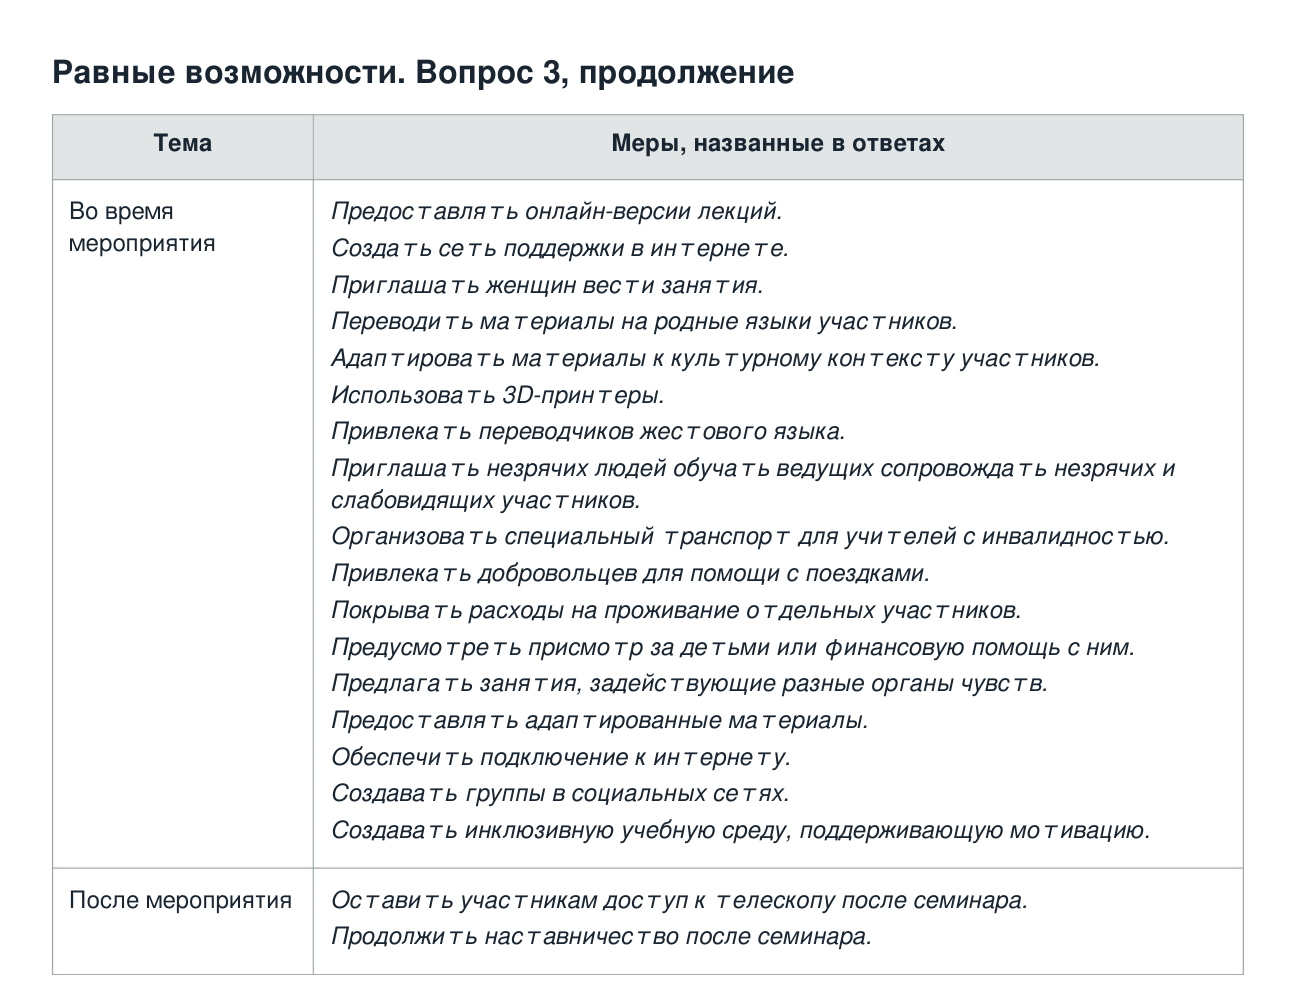 Равные возможности. Вопрос 3, продолжение
Тема
Меры, названные в ответах
Во время
мероприятия
Предоставлять онлайн-версии лекций.
Создать сеть поддержки в интернете.
Приглашать женщин вести занятия.
Переводить материалы на родные языки участников.
Адаптировать материалы к культурному контексту участников.
Использовать 3D-принтеры.
Привлекать переводчиков жестового языка.
Приглашать незрячих людей обучать ведущих сопровождать незрячих и
слабовидящих участников.
Организовать специальный транспорт для учителей с инвалидностью.
Привлекать добровольцев для помощи с поездками.
Покрывать расходы на проживание отдельных участников.
Предусмотреть присмотр за детьми или финансовую помощь с ним.
Предлагать занятия, задействующие разные органы чувств.
Предоставлять адаптированные материалы.
Обеспечить подключение к интернету.
Создавать группы в социальных сетях.
Создавать инклюзивную учебную среду, поддерживающую мотивацию.
После мероприятия
Оставить участникам доступ к телескопу после семинара.
Продолжить наставничество после семинара.